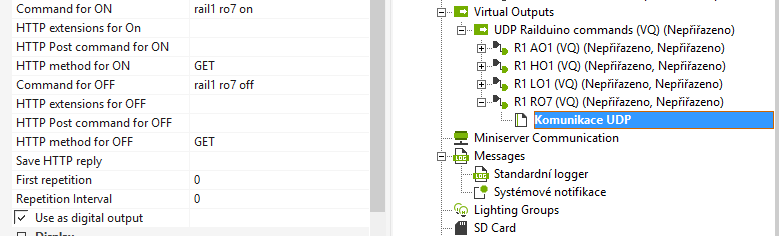 Command for ON rail1 ro7 on
HTTP extensions for On
HTTP Post command for ON
HTTP method for ON GET
Command for OFF rail1 ro7 off
HTTP extensions for OFF
HTTP Post command for OFF
HTTP method for OFF GET
Save HTTP reply
First repetition 0
Repetition Interval 0
Use as digital output
Display
Virtual Outputs
UDP Railduino commands (VQ) (Nepřiřazeno)
R1 AO1 (VQ) (Nepřiřazeno, Nepřiřazeno)
R1 HO1 (VQ) (Nepřiřazeno, Nepřiřazeno)
R1 LO1 (VQ) (Nepřiřazeno, Nepřiřazeno)
R1 RO7 (VQ) (Nepřiřazeno, Nepřiřazeno)
Komunikace UDP
Miniserver Communication
LOG Messages
LOG Standardní logger
Systémové notifikace
Lighting Groups
SD Card